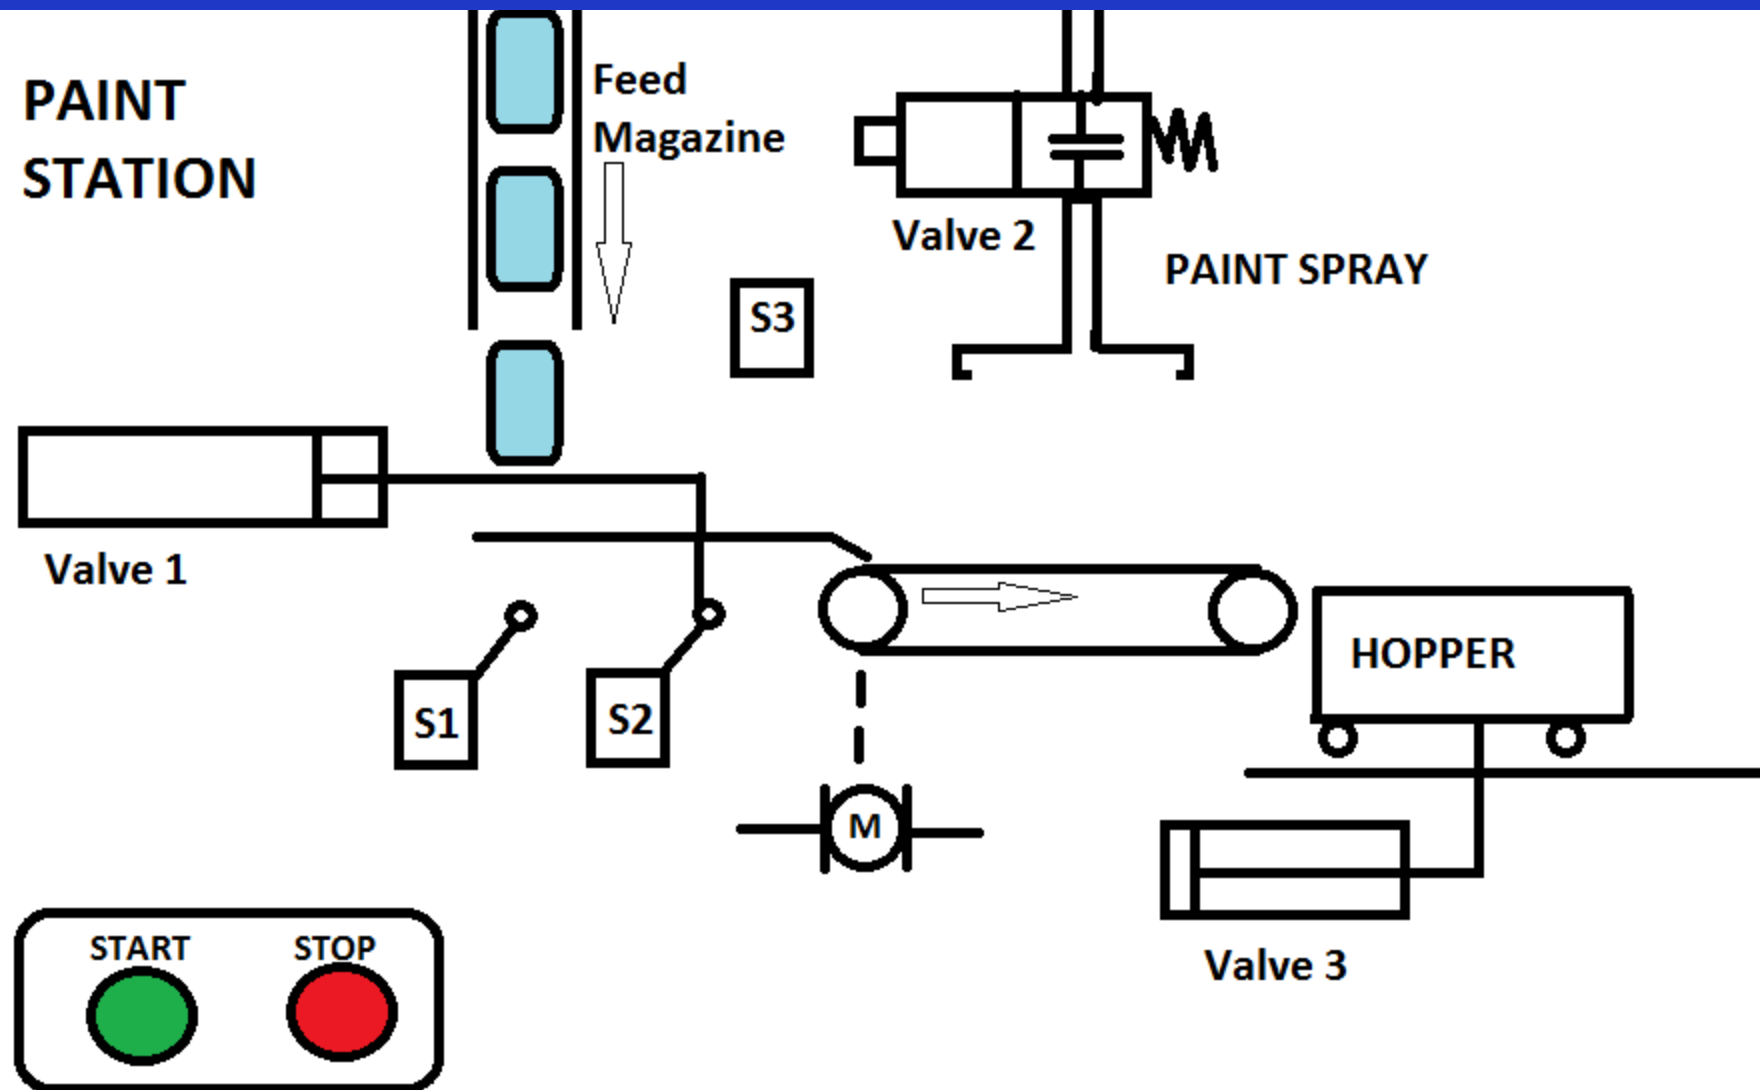 PAINT
STATION
Feed
Magazine
Valve 2
PAINT SPRAY
S3
Valve 1
HOPPER
S1
S2
M
Valve 3
START
STOP